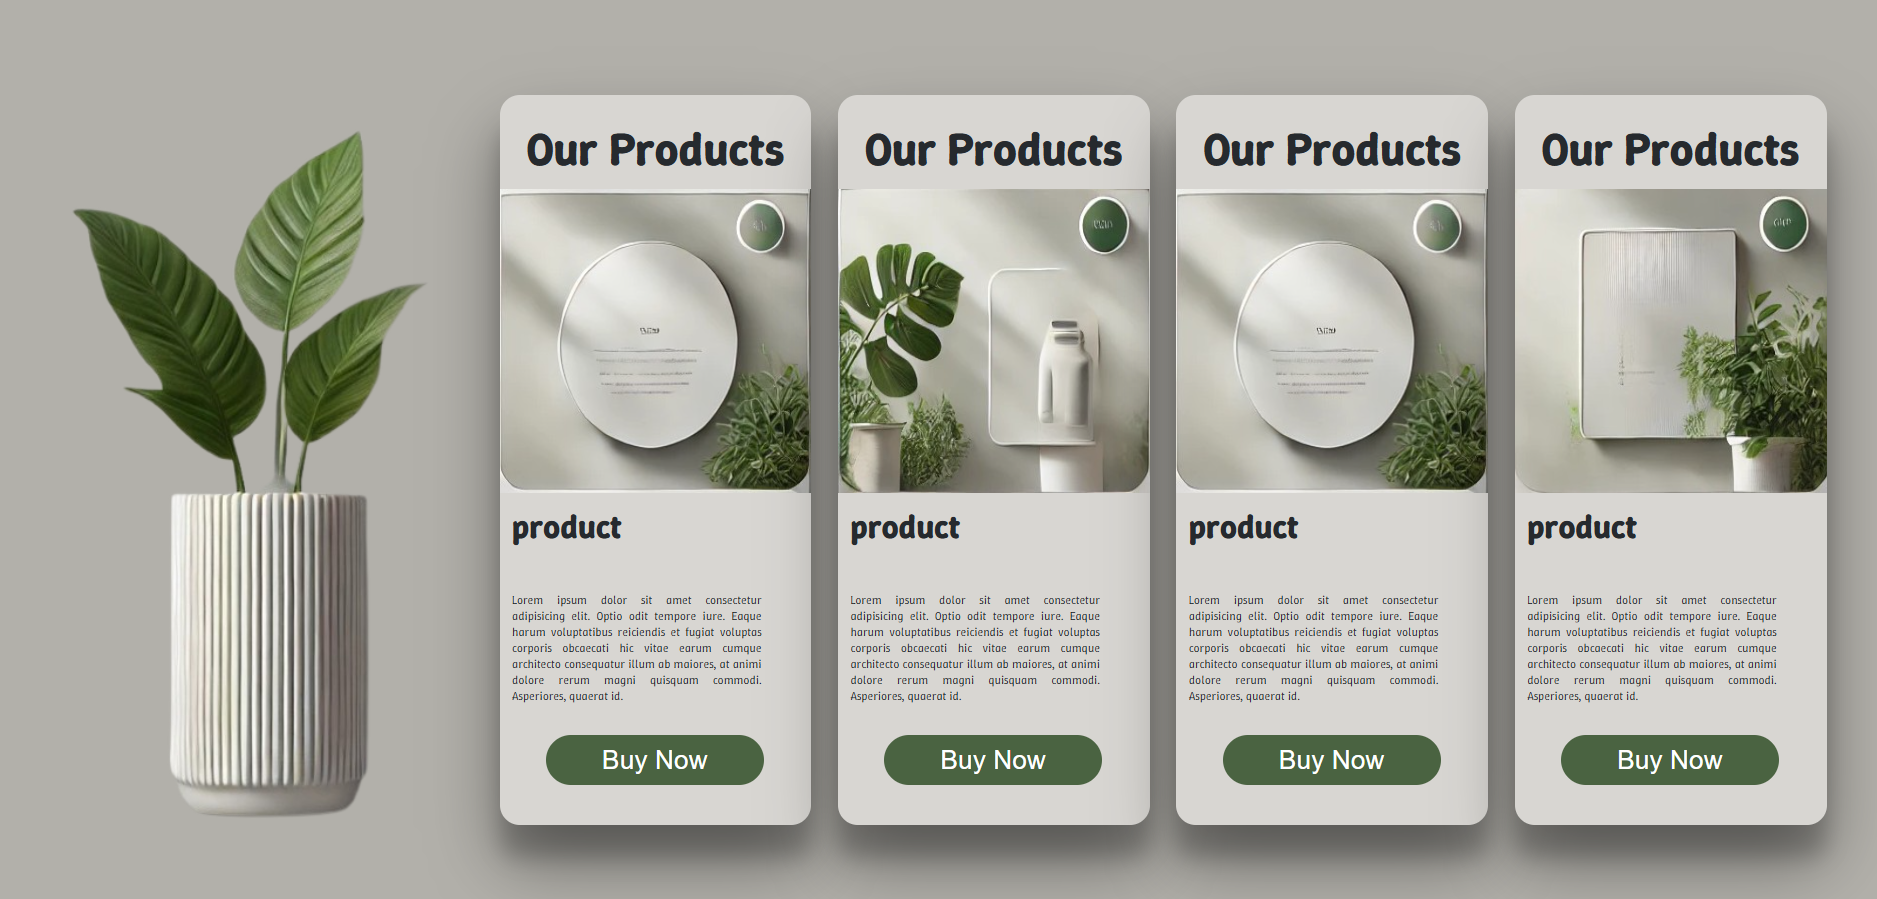 Our Products
product
Lorem ipsum dolor sit amet consectetur
adipisicing elit. Optio odit tempore iure. Eaque
harum voluptatibus reiciendis et fugiat voluptas
corporis obcaecati hic vitae earum cumque
architecto consequatur illum ab maiores, at animi
dolore rerum magni quisquam commodi.
Asperiores, quaerat id.
Buy Now
Our Products
product
Lorem ipsum dolor sit amet consectetur
adipisicing elit. Optio odit tempore iure. Eaque
harum voluptatibus reiciendis et fugiat voluptas
corporis obcaecati hic vitae earum cumque
architecto consequatur illum ab maiores, at animi
dolore rerum magni quisquam commodi.
Asperiores, quaerat id.
Buy Now
Our Products
product
Lorem ipsum dolor sit amet consectetur
adipisicing elit. Optio odit tempore iure. Eaque
harum voluptatibus reiciendis et fugiat voluptas
corporis obcaecati hic vitae earum cumque
architecto consequatur illum ab maiores, at animi
dolore rerum magni quisquam commodi.
Asperiores, quaerat id.
Buy Now
Our Products
product
Lorem ipsum dolor sit amet consectetur
adipisicing elit. Optio odit tempore iure. Eaque
harum voluptatibus reiciendis et fugiat voluptas
corporis obcaecati hic vitae earum cumque
architecto consequatur illum ab maiores, at animi
dolore rerum magni quisquam commodi.
Asperiores, quaerat id.
Buy Now